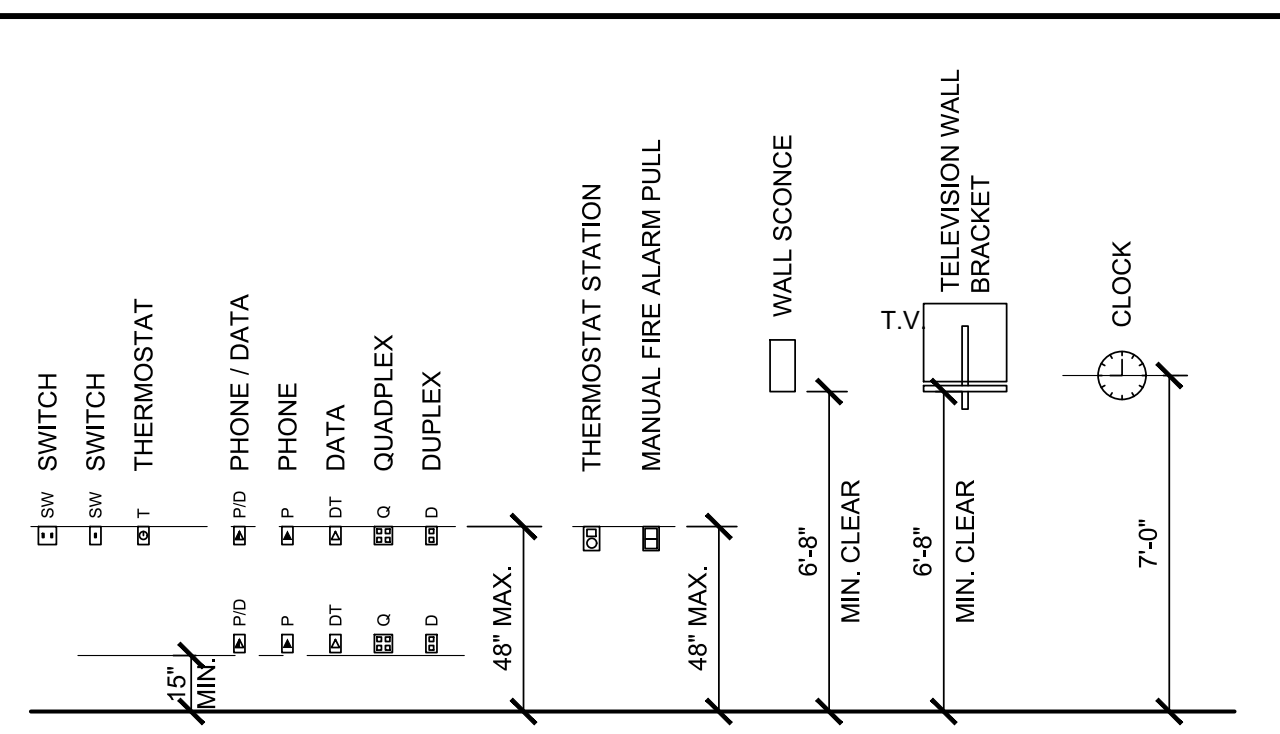 SWITCH
SWITCH
THERMOSTAT
PHONE / DATA
PHONE
DATA
QUADPLEX
DUPLEX
THERMOSTAT STATION
MANUAL FIRE ALARM PULL
WALL SCONCE
TELEVISION WALL
BRACKET
CLOCK
T.V.
SW
SW
T
P/D
P
DT
Q
D
P/D
P
DT
Q
D
15"
MIN.
48" MAX.
48" MAX.
6'-8"
MIN. CLEAR
6'-8"
MIN. CLEAR
7'-0"